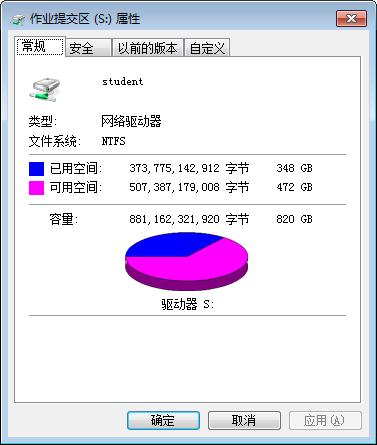 作业提交区 (S:) 属性
常规 安全 以前的版本 自定义
student
类型: 网络驱动器
文件系统: NTFS
已用空间: 373,775,142,912 字节 348 GB
可用空间: 507,387,179,008 字节 472 GB
容量: 881,162,321,920 字节 820 GB
驱动器 S:
确定 取消 应用(A)